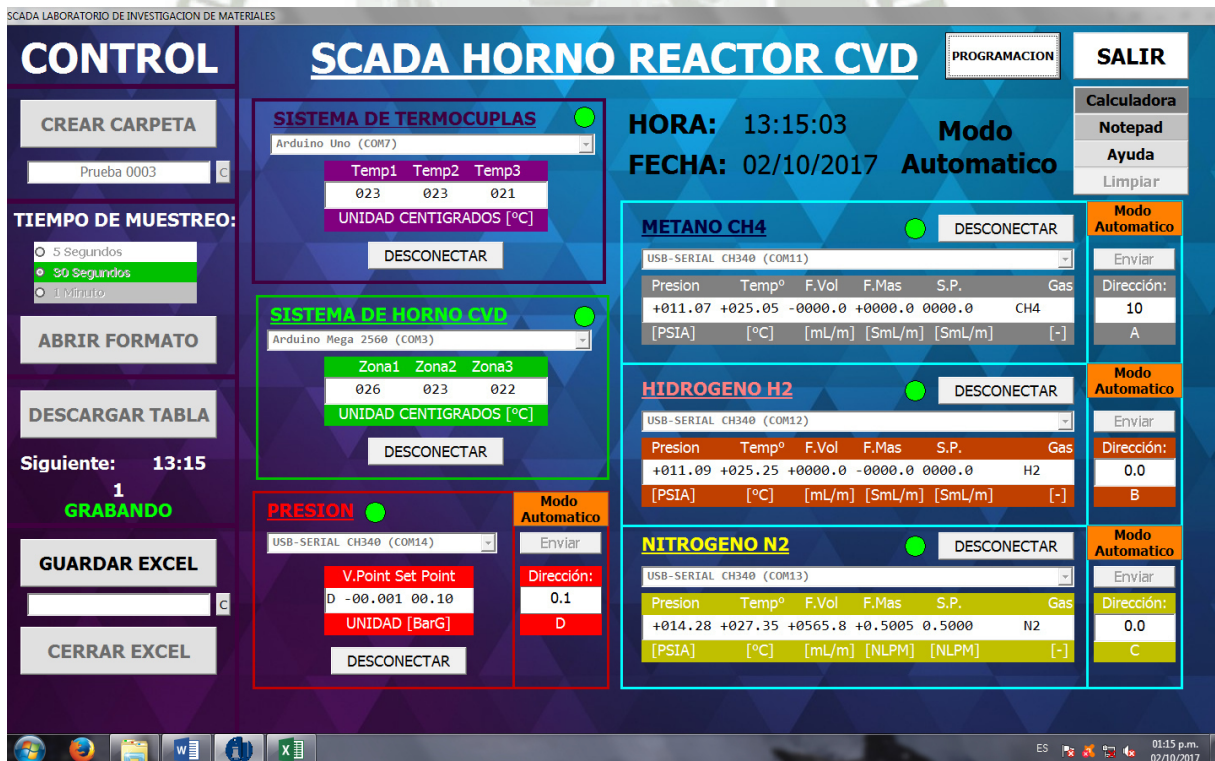 SCADA LABORATORIO DE INVESTIGACION DE MATERIALES
CONTROL
SCADA HORNO REACTOR CVD
PROGRAMACION
SALIR
CREAR CARPETA
Prueba 0003
C
TIEMPO DE MUESTREO:
5 Segundos
30 Segundos
1 Minuto
ABRIR FORMATO
DESCARGAR TABLA
Siguiente: 13:15
1
GRABANDO
GUARDAR EXCEL
C
CERRAR EXCEL
SISTEMA DE TERMOCUPLAS
Arduino Uno (COM7)
Temp1 Temp2 Temp3
023 023 021
UNIDAD CENTIGRADOS [ºC]
DESCONECTAR
SISTEMA DE HORNO CVD
Arduino Mega 2560 (COM3)
Zona1 Zona2 Zona3
026 023 022
UNIDAD CENTIGRADOS [ºC]
DESCONECTAR
PRESION
USB-SERIAL CH340 (COM14)
V.Point Set Point
D -00.001 00.10
UNIDAD [BarG]
DESCONECTAR
Modo
Automatico
Enviar
Dirección:
0.1
D
HORA: 13:15:03
FECHA: 02/10/2017
Modo
Automatico
Calculadora
Notepad
Ayuda
Limpiar
METANO CH4
DESCONECTAR
USB-SERIAL CH340 (COM11)
Presion Tempº F.Vol F.Mas S.P. Gas
+011.07 +025.05 -0000.0 +0000.0 0000.0 CH4
[PSIA] [ºC] [mL/m] [SmL/m] [SmL/m] [-]
Modo
Automatico
Enviar
Dirección:
10
A
HIDROGENO H2
DESCONECTAR
USB-SERIAL CH340 (COM12)
Presion Tempº F.Vol F.Mas S.P. Gas
+011.09 +025.25 +0000.0 -0000.0 0000.0 H2
[PSIA] [ºC] [mL/m] [SmL/m] [SmL/m] [-]
Modo
Automatico
Enviar
Dirección:
0.0
B
NITROGENO N2
DESCONECTAR
USB-SERIAL CH340 (COM13)
Presion Tempº F.Vol F.Mas S.P. Gas
+014.28 +027.35 +0565.8 +0.5005 0.5000 N2
[PSIA] [ºC] [mL/m] [NLPM] [NLPM] [-]
Modo
Automatico
Enviar
Dirección:
0.0
C
ES
01:15 p.m.
02/10/2017